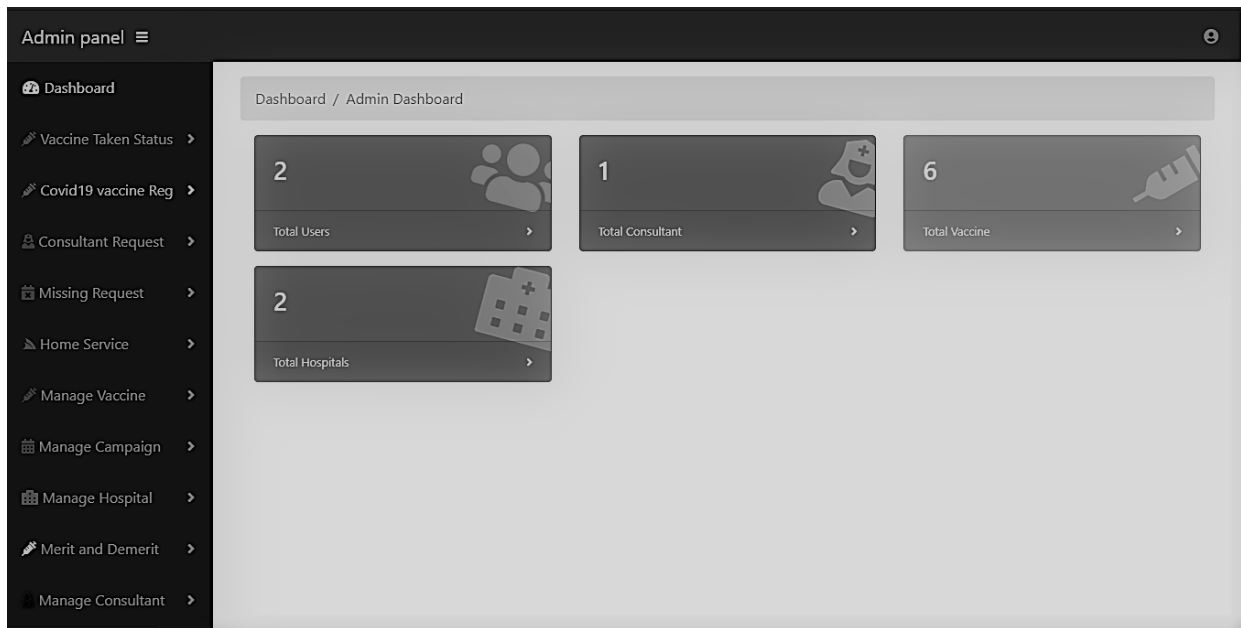 Admin panel
Dashboard
Vaccine Taken Status
Covid19 vaccine Reg
Consultant Request
Missing Request
Home Service
Manage Vaccine
Manage Campaign
Manage Hospital
Merit and Demerit
Manage Consultant
Dashboard / Admin Dashboard
2
Total Users
1
Total Consultant
6
Total Vaccine
2
Total Hospitals